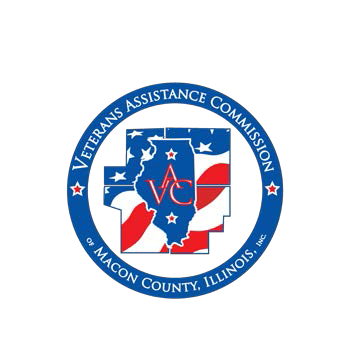 VETERANS ASSISTANCE COMMISSION
VAC
OF MACON COUNTY, ILLINOIS, INC.